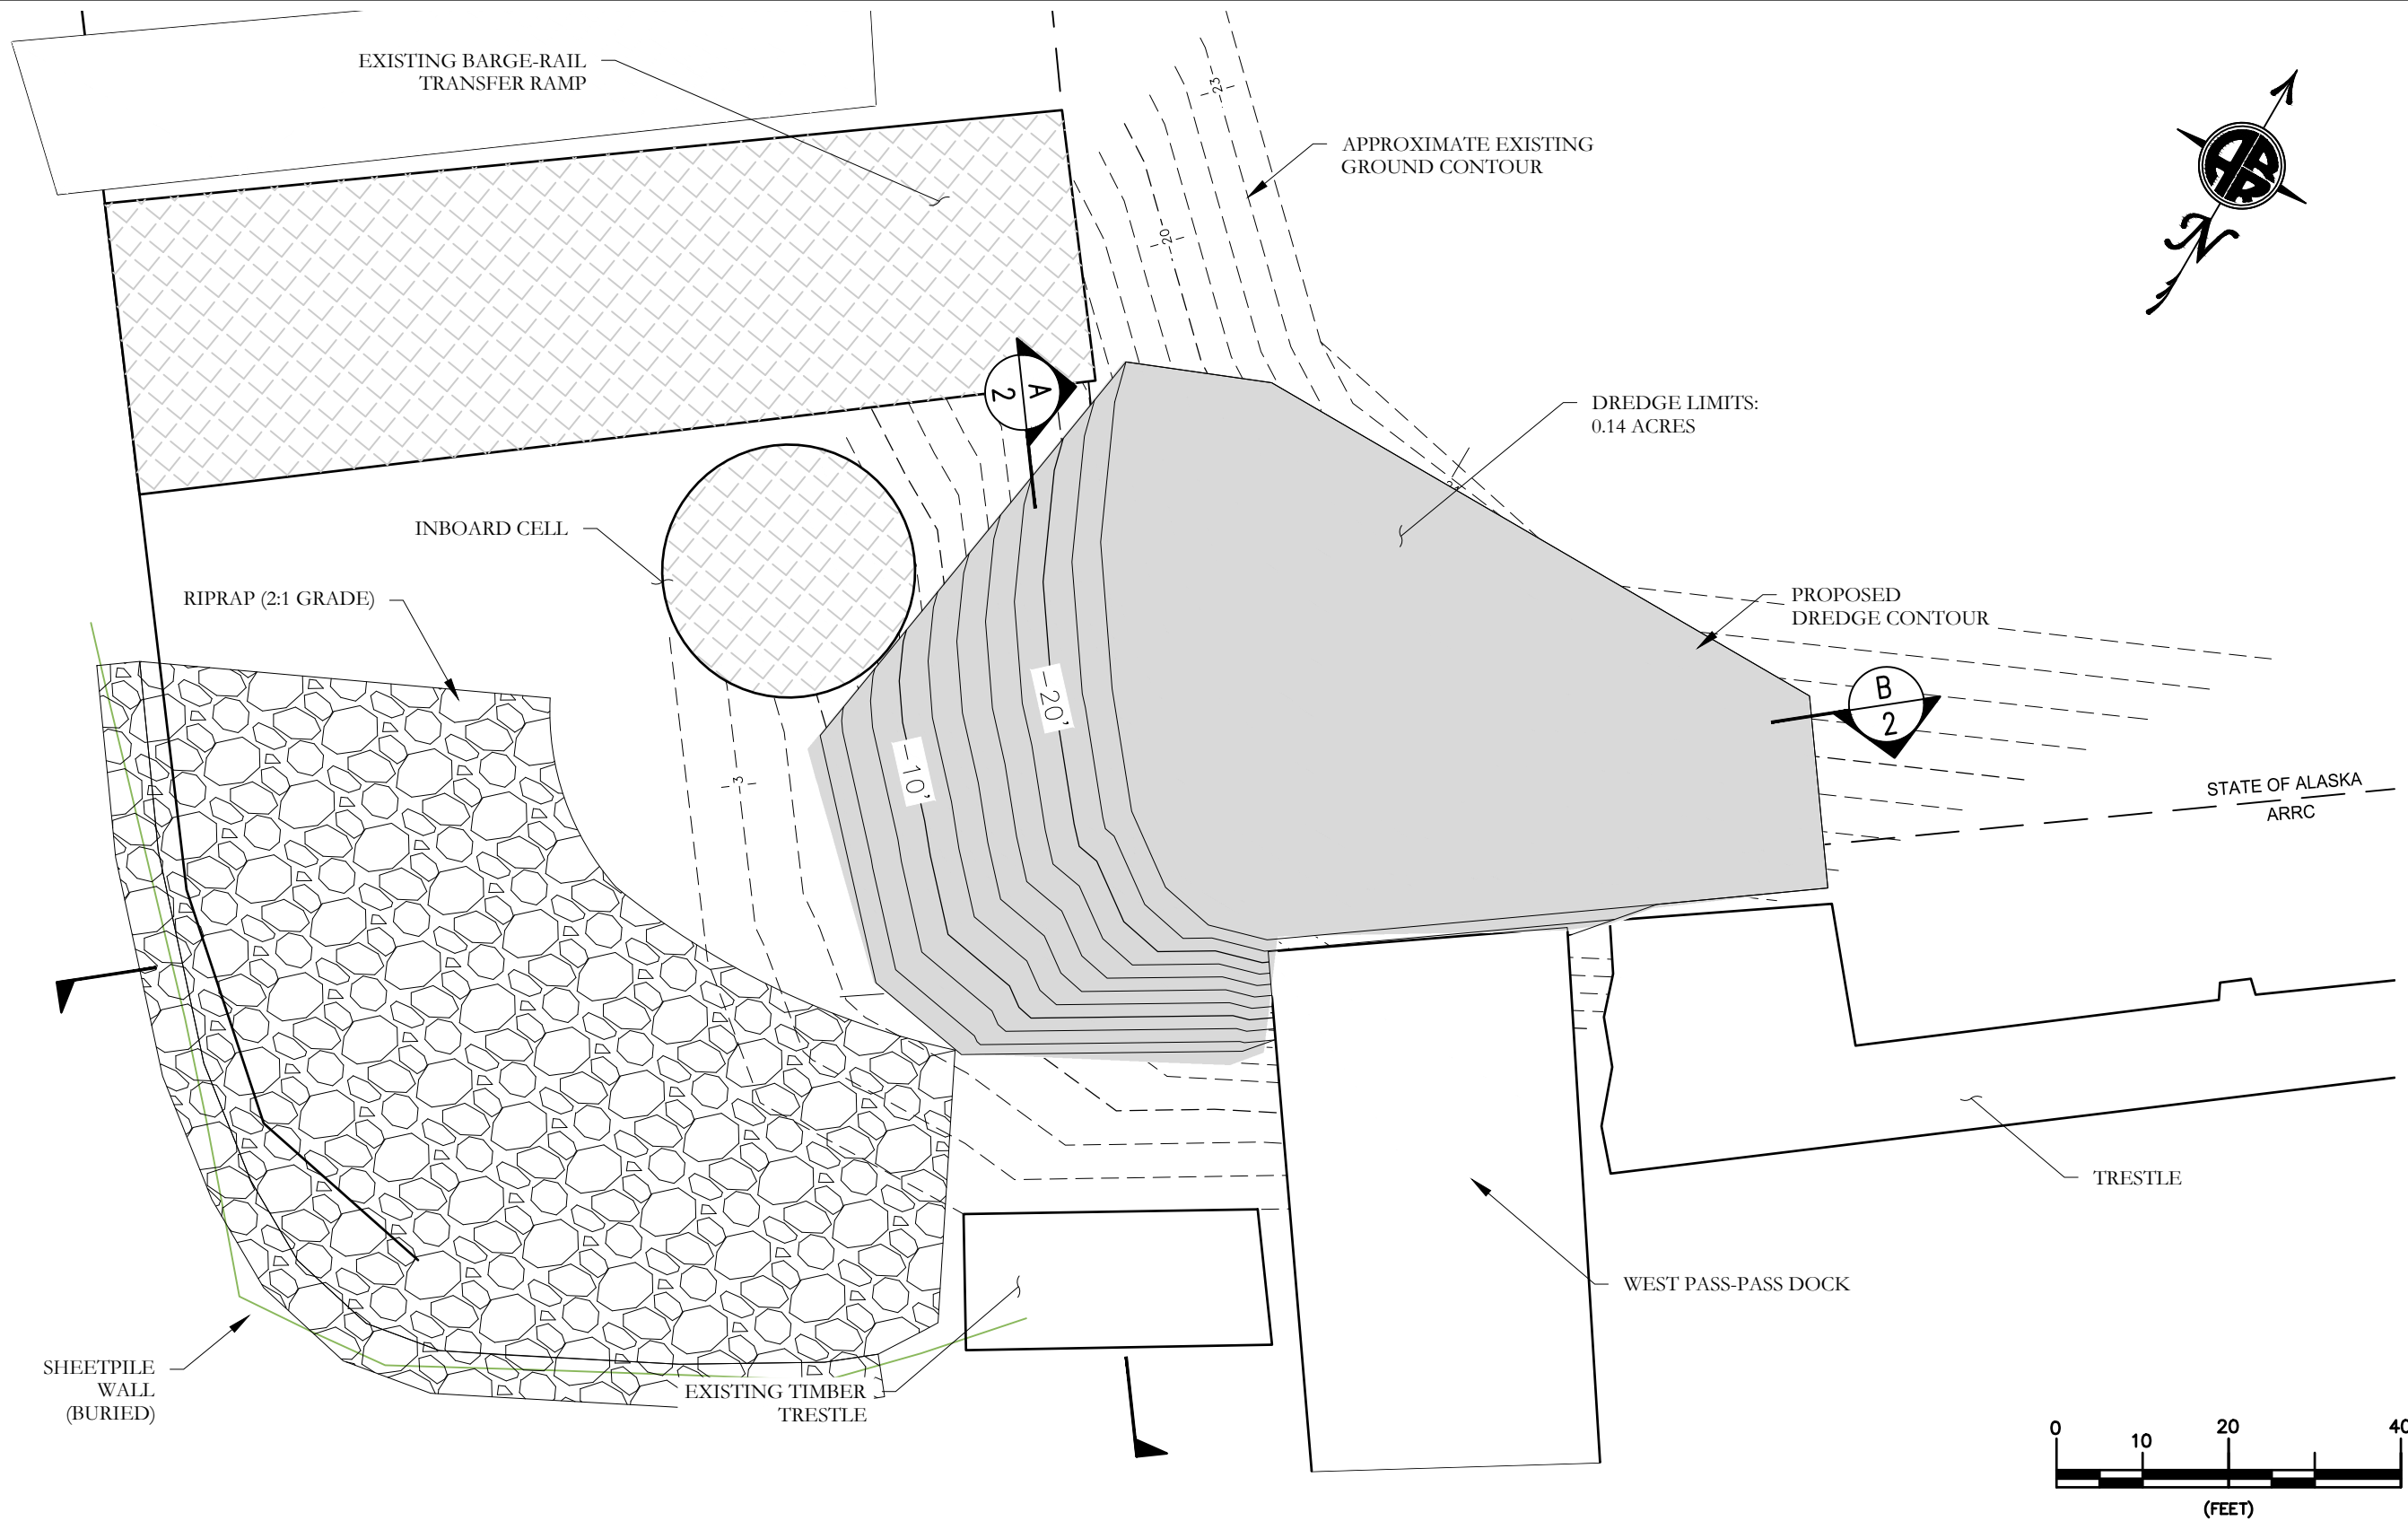 EXISTING BARGE-RAIL
TRANSFER RAMP
23
APPROXIMATE EXISTING
GROUND CONTOUR
20
N
A
2
DREDGE LIMITS:
0.14 ACRES
INBOARD CELL
RIPRAP (2:1 GRADE)
PROPOSED
DREDGE CONTOUR
B
2
-20'
-10'
3
STATE OF ALASKA
ARRC
TRESTLE
WEST PASS-PASS DOCK
SHEETPILE
WALL
(BURIED)
EXISTING TIMBER
TRESTLE
0
10
20
40
(FEET)